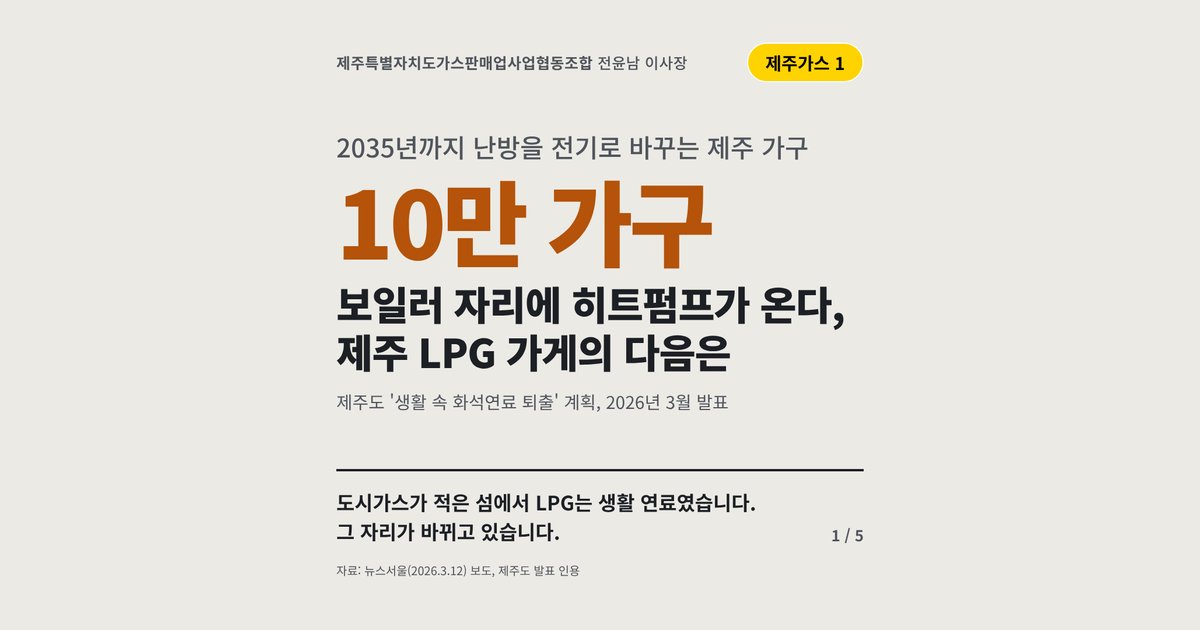 제주특별자치도가스판매업사업협동조합 전윤남 이사장
제주가스 1
2035년까지 난방을 전기로 바꾸는 제주 가구
10만 가구
보일러 자리에 히트펌프가 온다,
제주 LPG 가게의 다음은
제주도 '생활 속 화석연료 퇴출' 계획, 2026년 3월 발표
도시가스가 적은 섬에서 LPG는 생활 연료였습니다.
그 자리가 바뀌고 있습니다.
1 / 5
자료: 뉴스서울(2026.3.12) 보도, 제주도 발표 인용